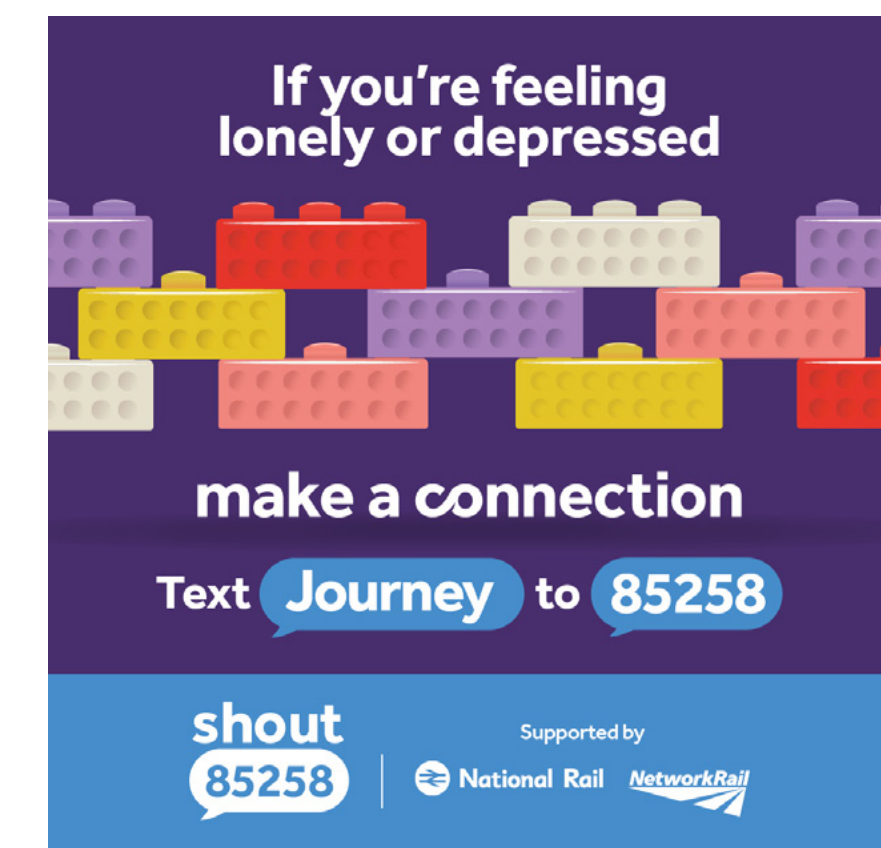 If you're feeling
lonely or depressed
make a connection
Text Journey to 85258
shout
85258
Supported by
National Rail NetworkRail